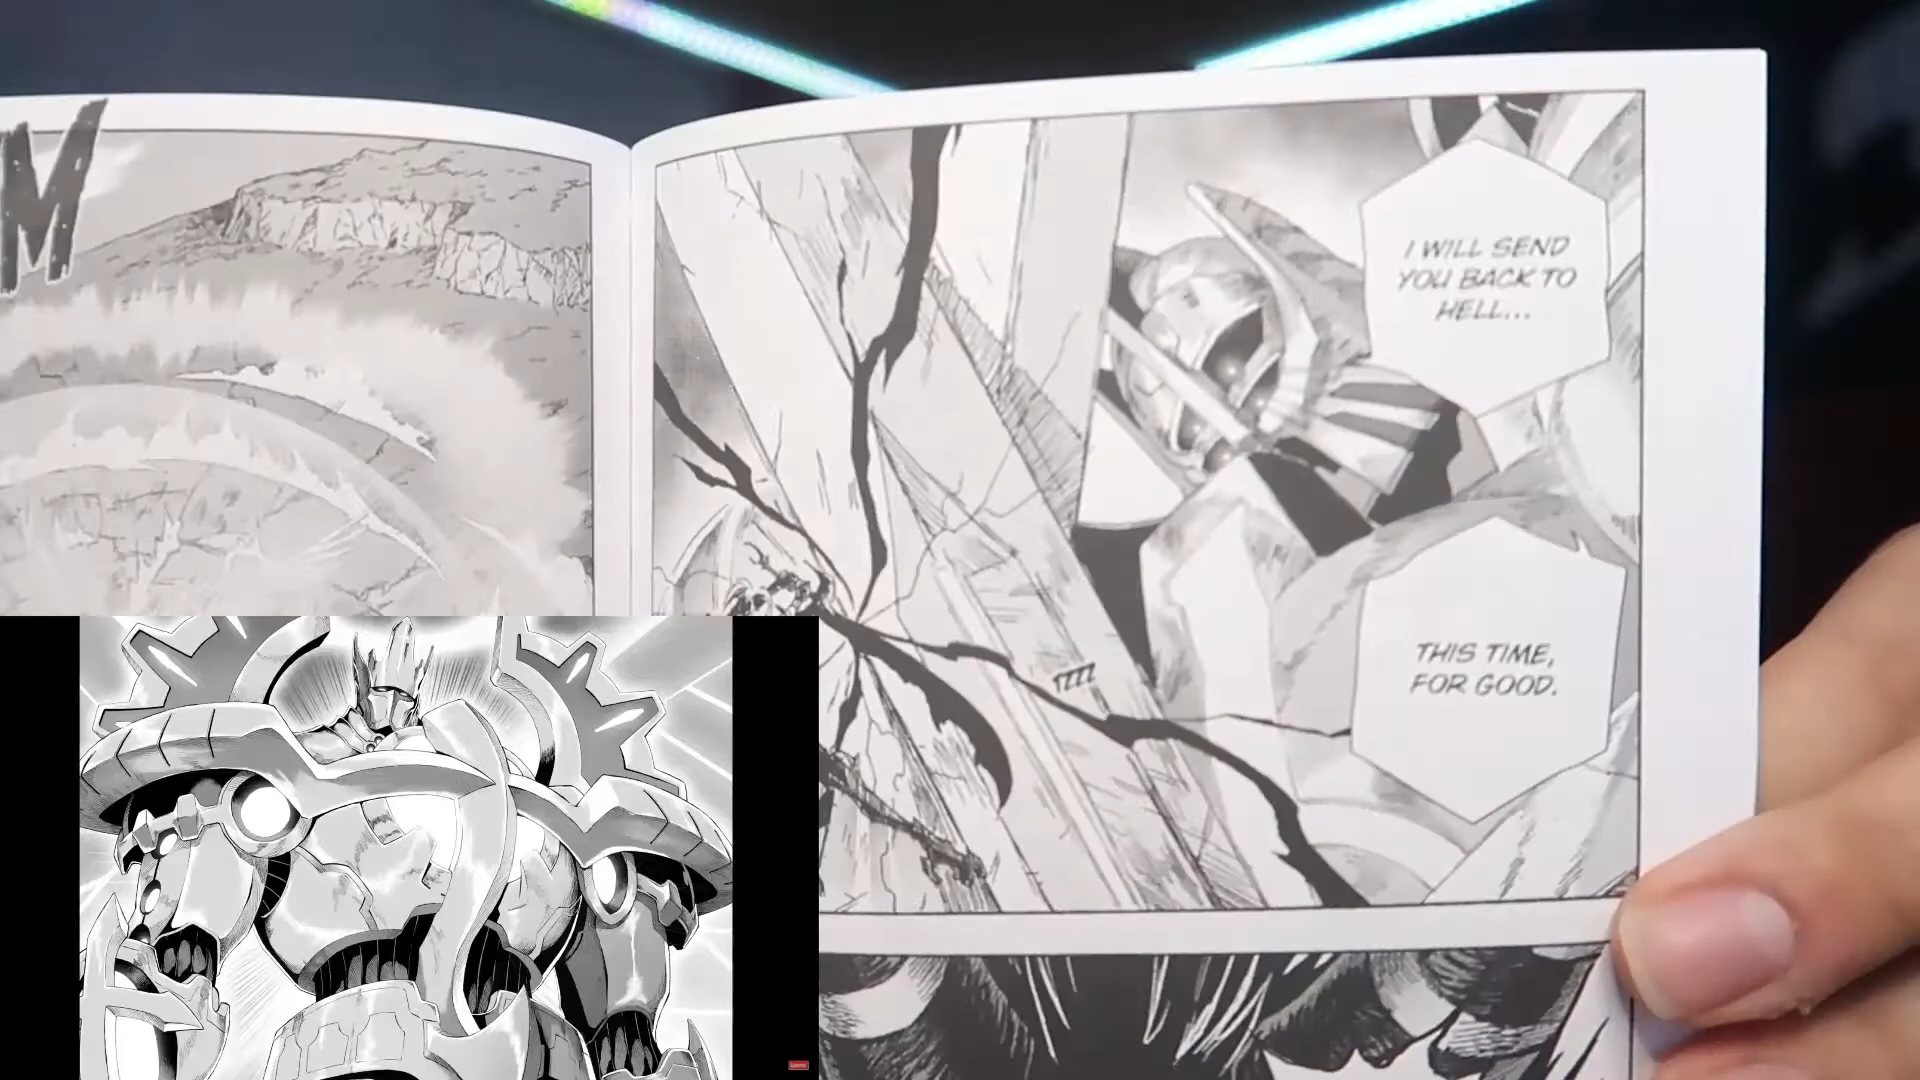 M
I WILL SEND
YOU BACK TO
HELL...
THIS TIME,
FOR GOOD.